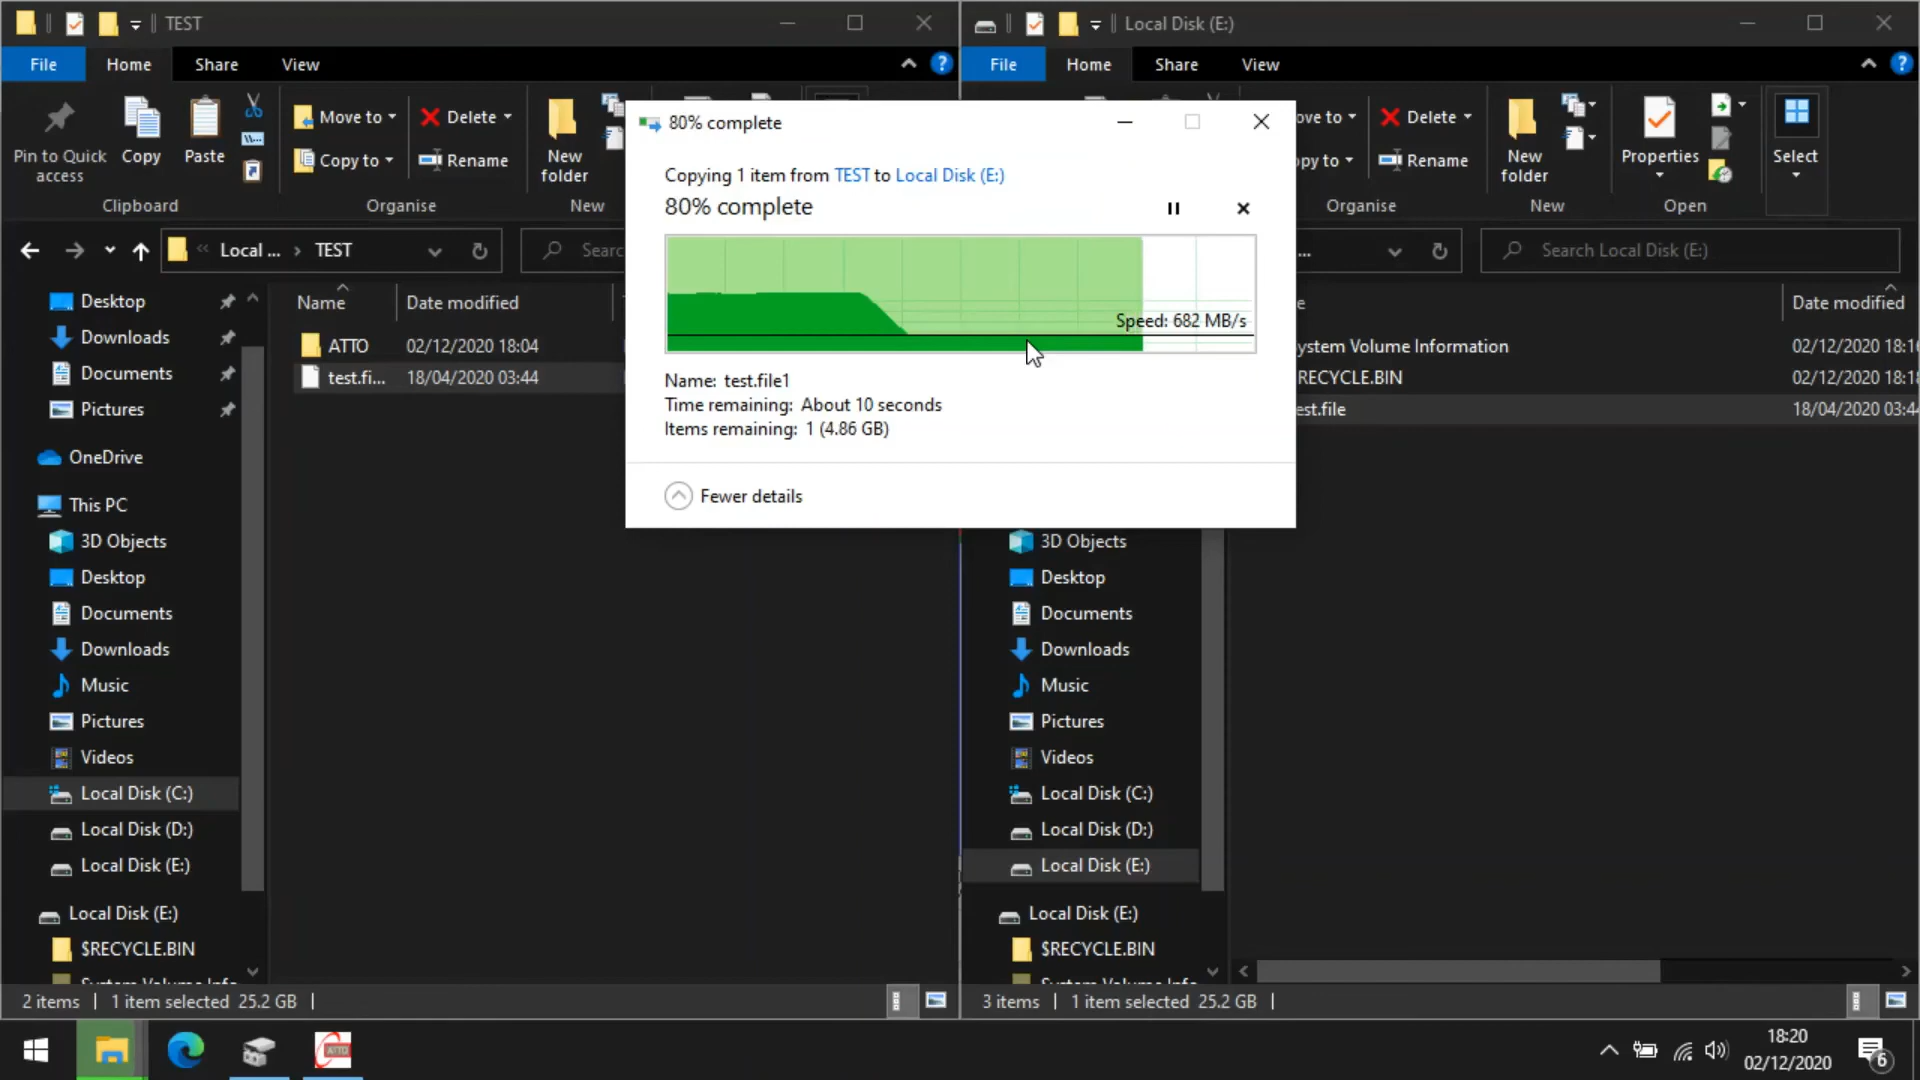 TEST
File
Home
Share
View
Pin to Quick
access
Copy
Paste
Move to
Copy to
Delete
Rename
New
folder
Clipboard
Organise
New
Local ...
TEST
Name
Date modified
ATTO
02/12/2020 18:04
test.fi...
18/04/2020 03:44
Desktop
Downloads
Documents
Pictures
OneDrive
This PC
3D Objects
Desktop
Documents
Downloads
Music
Pictures
Videos
Local Disk (C:)
Local Disk (D:)
Local Disk (E:)
Local Disk (E:)
$RECYCLE.BIN
2 items
1 item selected 25.2 GB
80% complete
Copying 1 item from TEST to Local Disk (E:)
80% complete
Speed: 682 MB/s
Name: test.file1
Time remaining: About 10 seconds
Items remaining: 1 (4.86 GB)
Fewer details
Local Disk (E:)
File
Home
Share
View
Delete
Rename
New
folder
Properties
Select
Organise
New
Open
Search Local Disk (E:)
Date modified
ystem Volume Information
02/12/2020
RECYCLE.BIN
02/12/2020
est.file
18/04/2020
3D Objects
Desktop
Documents
Downloads
Music
Pictures
Videos
Local Disk (C:)
Local Disk (D:)
Local Disk (E:)
Local Disk (E:)
$RECYCLE.BIN
3 items
1 item selected 25.2 GB
ATTO
18:20
02/12/2020
6